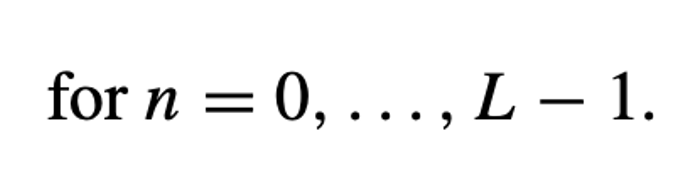 for n = 0, . . . , L − 1.